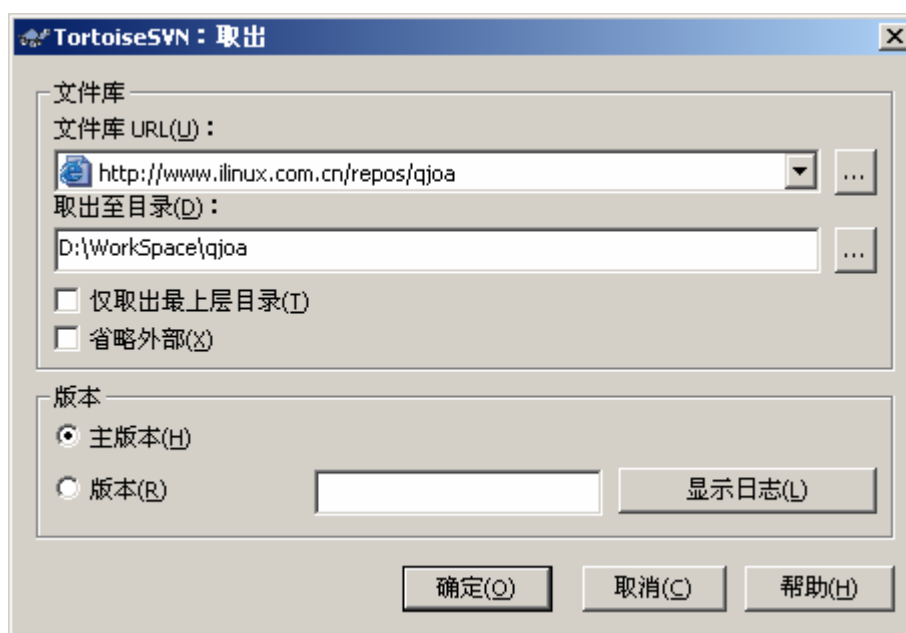 TortoiseSVN：取出
文件库
文件库 URL(U)：
http://www.ilinux.com.cn/repos/qjoa
...
取出至目录(D)：
D:\WorkSpace\qjoa
...
仅取出最上层目录(T)
省略外部(X)
版本
主版本(H)
版本(R)
显示日志(L)
确定(O) 取消(C) 帮助(H)